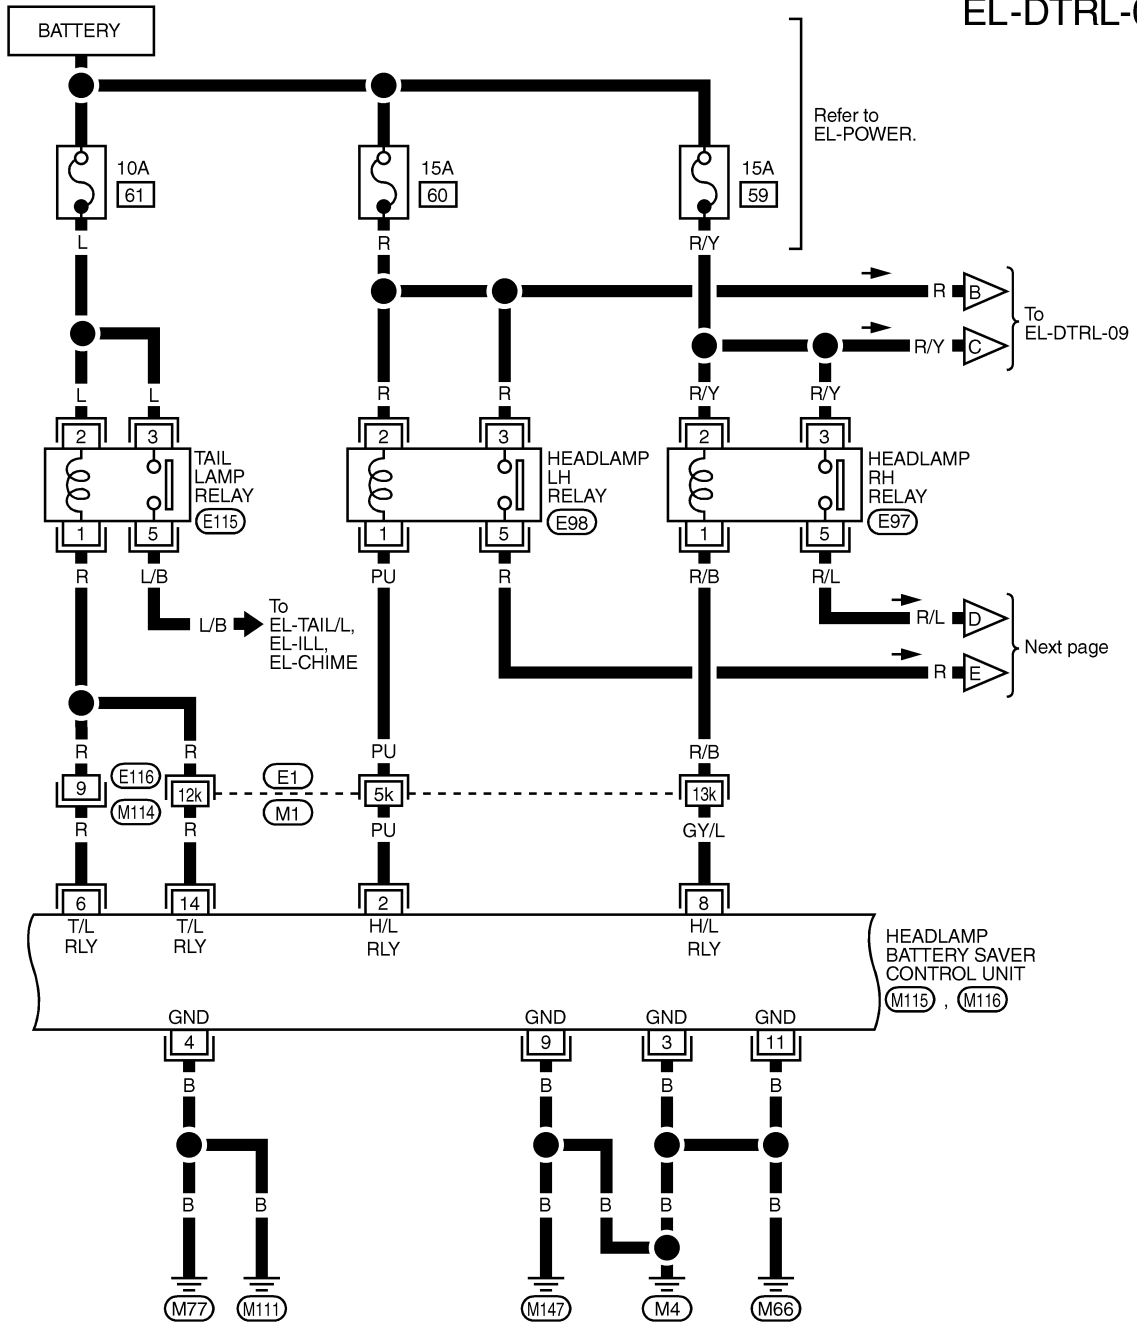 EL-DTRL-0
BATTERY
Refer to
EL-POWER.
10A
61
15A
60
15A
59
L
R
R/Y
R
B
To
EL-DTRL-09
R/Y
C
L
L
R
R
R/Y
R/Y
2
3
2
3
2
3
TAIL
LAMP
RELAY
E115
HEADLAMP
LH
RELAY
E98
HEADLAMP
RH
RELAY
E97
1
5
1
5
1
5
R
L/B
PU
R
R/B
R/L
L/B
To
EL-TAIL/L,
EL-ILL,
EL-CHIME
R/L
D
Next page
R
E
R
R
PU
R/B
9
E116
M114
12k
E1
M1
5k
13k
R
R
PU
GY/L
6
14
2
8
T/L
RLY
T/L
RLY
H/L
RLY
H/L
RLY
HEADLAMP
BATTERY SAVER
CONTROL UNIT
M115 , M116
GND
GND
GND
GND
4
9
3
11
B
B
B
B
B
B
B
B
B
B
M77
M111
M147
M4
M66